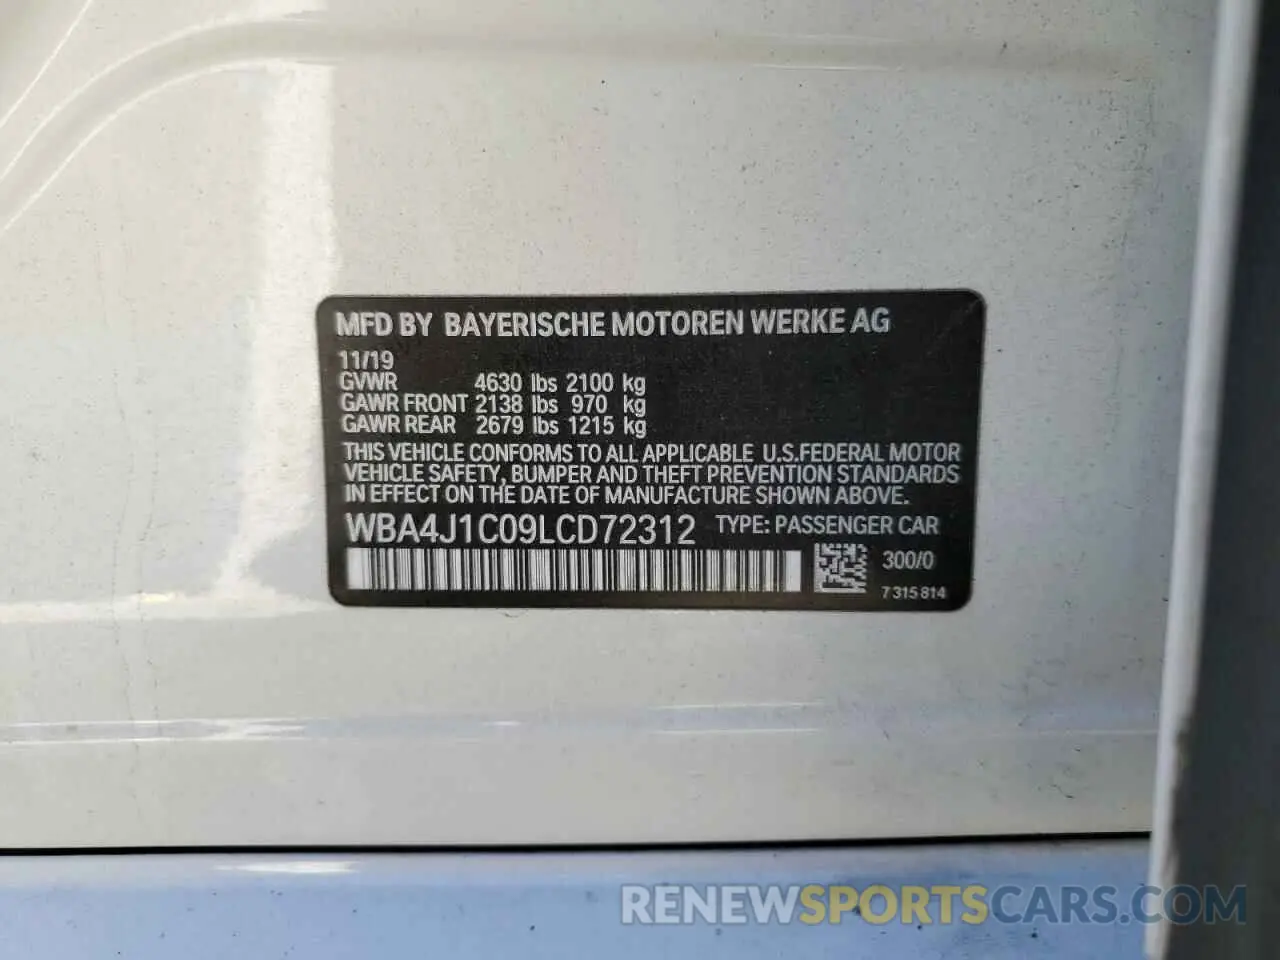 MFD BY BAYERISCHE MOTOREN WERKE AG
11/19
GVWR 4630 lbs 2100 kg
GAWR FRONT 2138 lbs 970 kg
GAWR REAR 2679 lbs 1215 kg
THIS VEHICLE CONFORMS TO ALL APPLICABLE U.S.FEDERAL MOTOR
VEHICLE SAFETY, BUMPER AND THEFT PREVENTION STANDARDS
IN EFFECT ON THE DATE OF MANUFACTURE SHOWN ABOVE.
WBA4J1C09LCD72312 TYPE: PASSENGER CAR
300/0
7 315 814
RENEWSPORTSCARS.COM